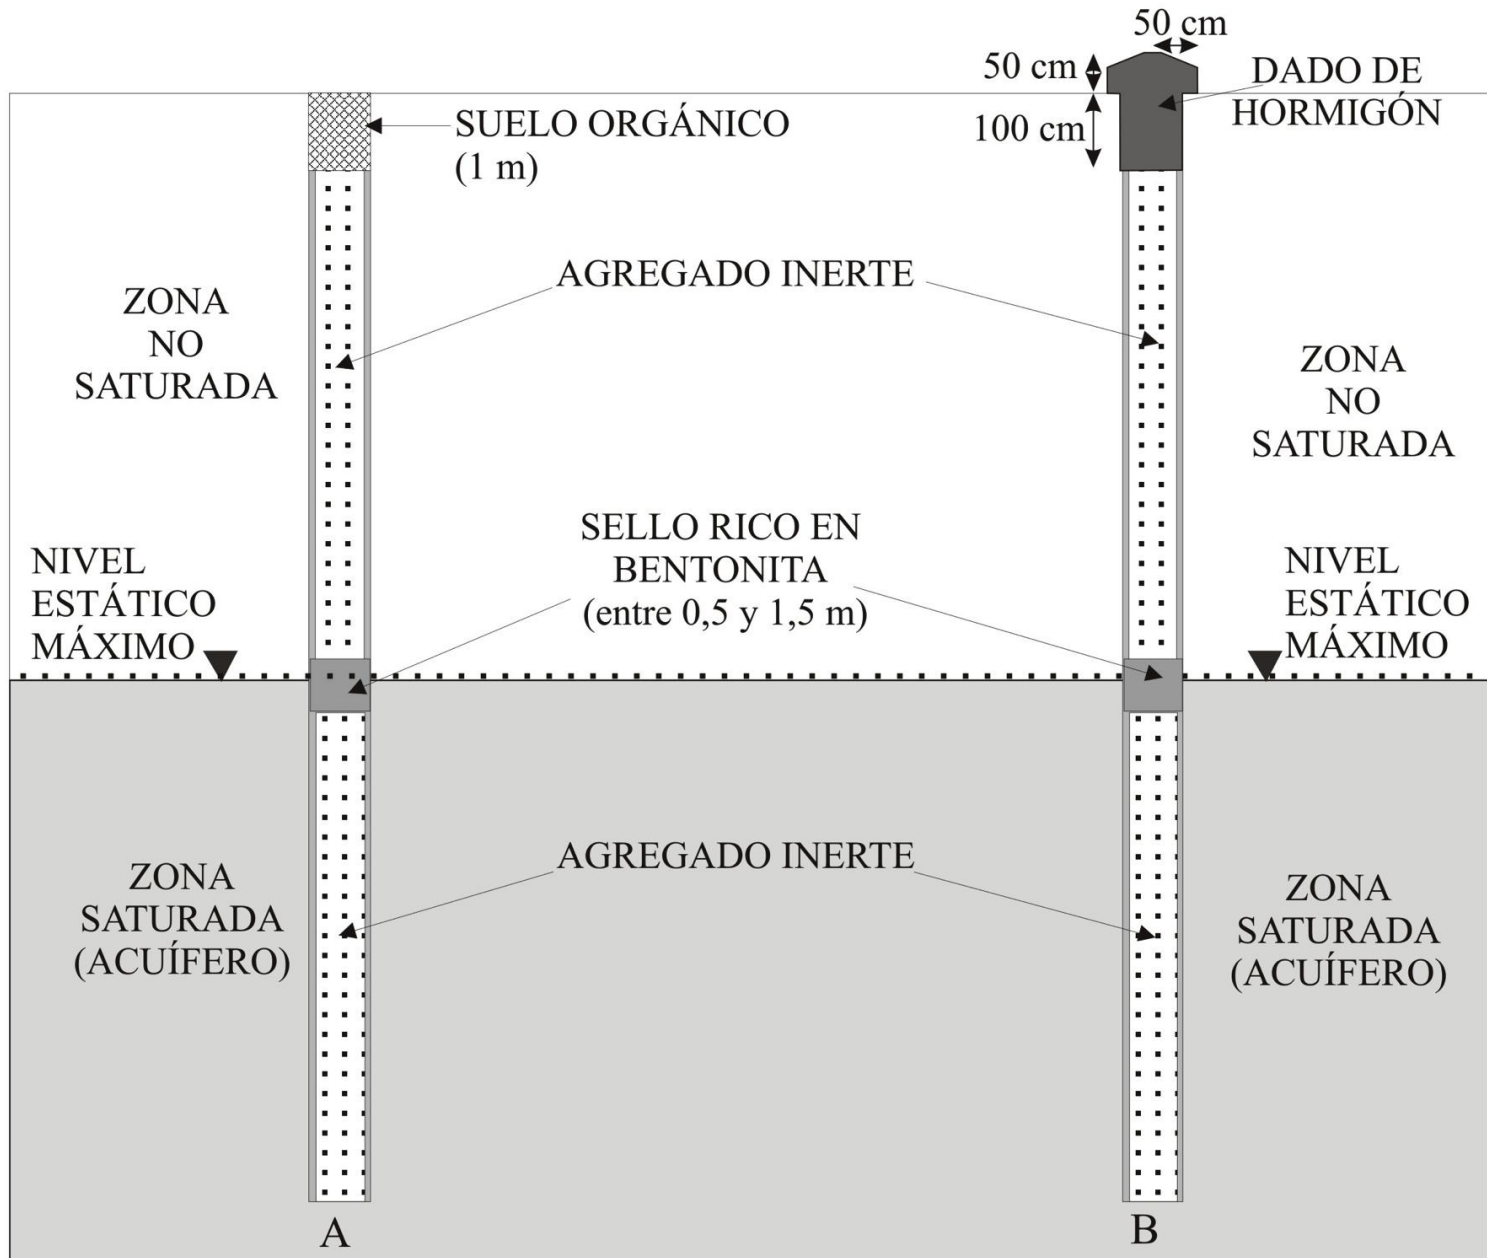 50 cm
50 cm
DADO DE
HORMIGÓN
SUELO ORGÁNICO
(1 m)
100 cm
AGREGADO INERTE
ZONA
NO
SATURADA
ZONA
NO
SATURADA
SELLO RICO EN
BENTONITA
(entre 0,5 y 1,5 m)
NIVEL
ESTÁTICO
MÁXIMO
NIVEL
ESTÁTICO
MÁXIMO
AGREGADO INERTE
ZONA
SATURADA
(ACUÍFERO)
ZONA
SATURADA
(ACUÍFERO)
A
B